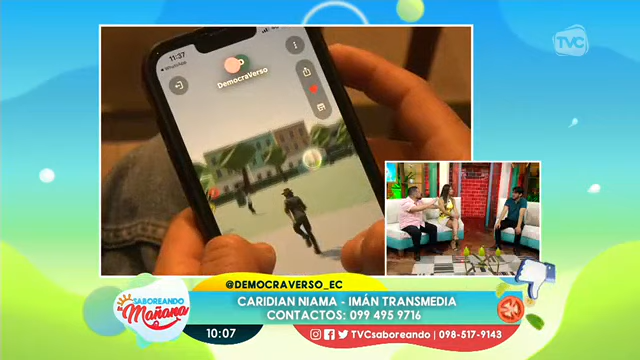 TVC
11:37
DemocraVerso
@DEMOCRAVERSO_EC
CARIDIAN NIAMA - IMÁN TRANSMEDIA
CONTACTOS: 099 495 9716
SABOREANDO
la
Mañana
10:07
TVCsaboreando | 098-517-9143